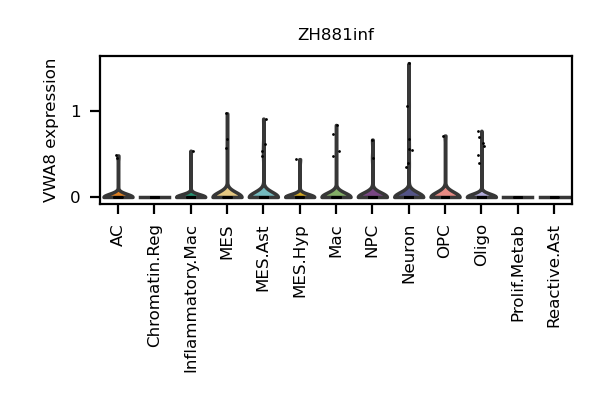 ZH881inf
VWA8 expression
1
0
AC
Chromatin.Reg
Inflammatory.Mac
MES
MES.Ast
MES.Hyp
Mac
NPC
Neuron
OPC
Oligo
Prolif.Metab
Reactive.Ast